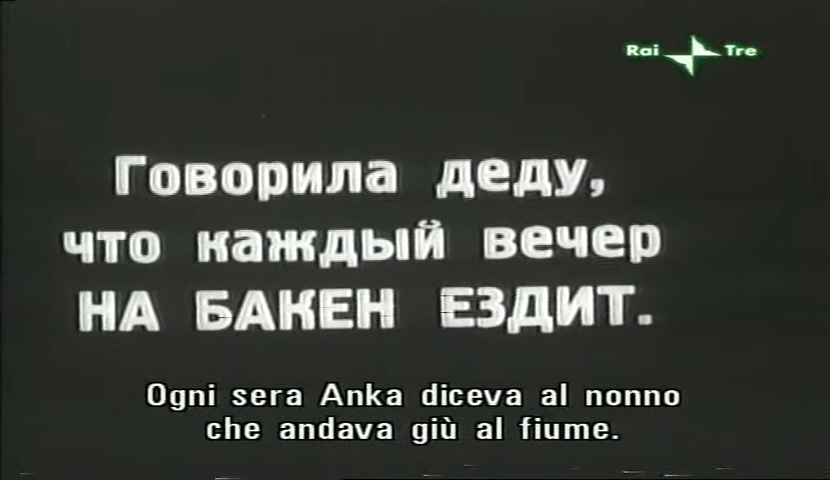 Rai Tre
Говорила деду,
что каждый вечер
НА БАКЕН ЕЗДИТ.
Ogni sera Anka diceva al nonno
che andava giù al fiume.